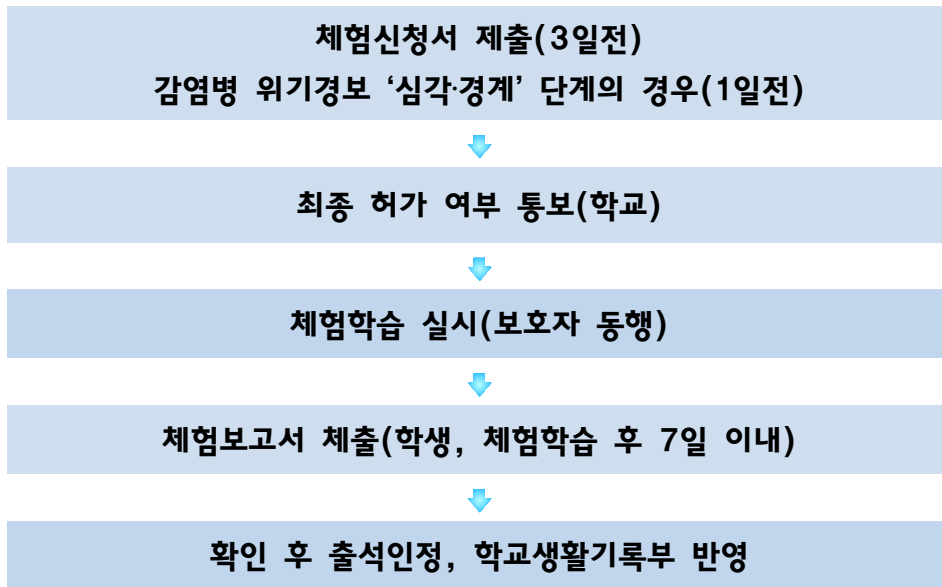 체험신청서 제출(3일전)
감염병 위기경보 ‘심각·경계’ 단계의 경우(1일전)
최종 허가 여부 통보(학교)
체험학습 실시(보호자 동행)
체험보고서 체출(학생, 체험학습 후 7일 이내)
확인 후 출석인정, 학교생활기록부 반영